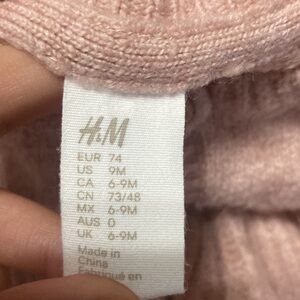 H&M
EUR 74
US 9M
CA 6-9M
CN 73/48
MX 6-9M
AUS 0
UK 6-9M
Made in
China
Fabriqué en